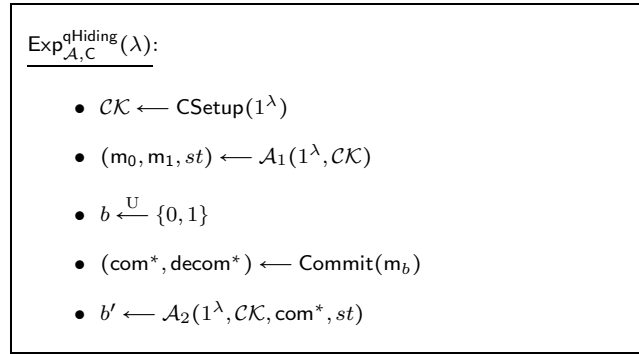 Exp^{qHiding}_{𝒜,C}(λ):
• 𝒞𝒦 ⟵ CSetup(1^λ)
• (m_0, m_1, st) ⟵ 𝒜_1(1^λ, 𝒞𝒦)
• b ⟵^U {0, 1}
• (com^*, decom^*) ⟵ Commit(m_b)
• b′ ⟵ 𝒜_2(1^λ, 𝒞𝒦, com^*, st)